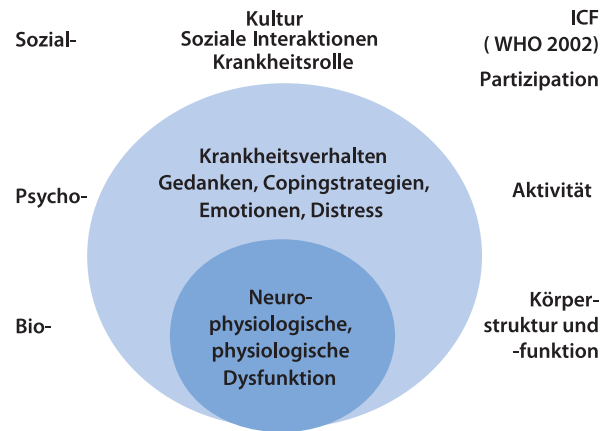 Sozial-
Kultur
Soziale Interaktionen
Krankheitsrolle
ICF
( WHO 2002)
Partizipation
Psycho-
Krankheitsverhalten
Gedanken, Copingstrategien,
Emotionen, Distress
Aktivität
Bio-
Neuro-
physiologische,
physiologische
Dysfunktion
Körper-
struktur und
-funktion